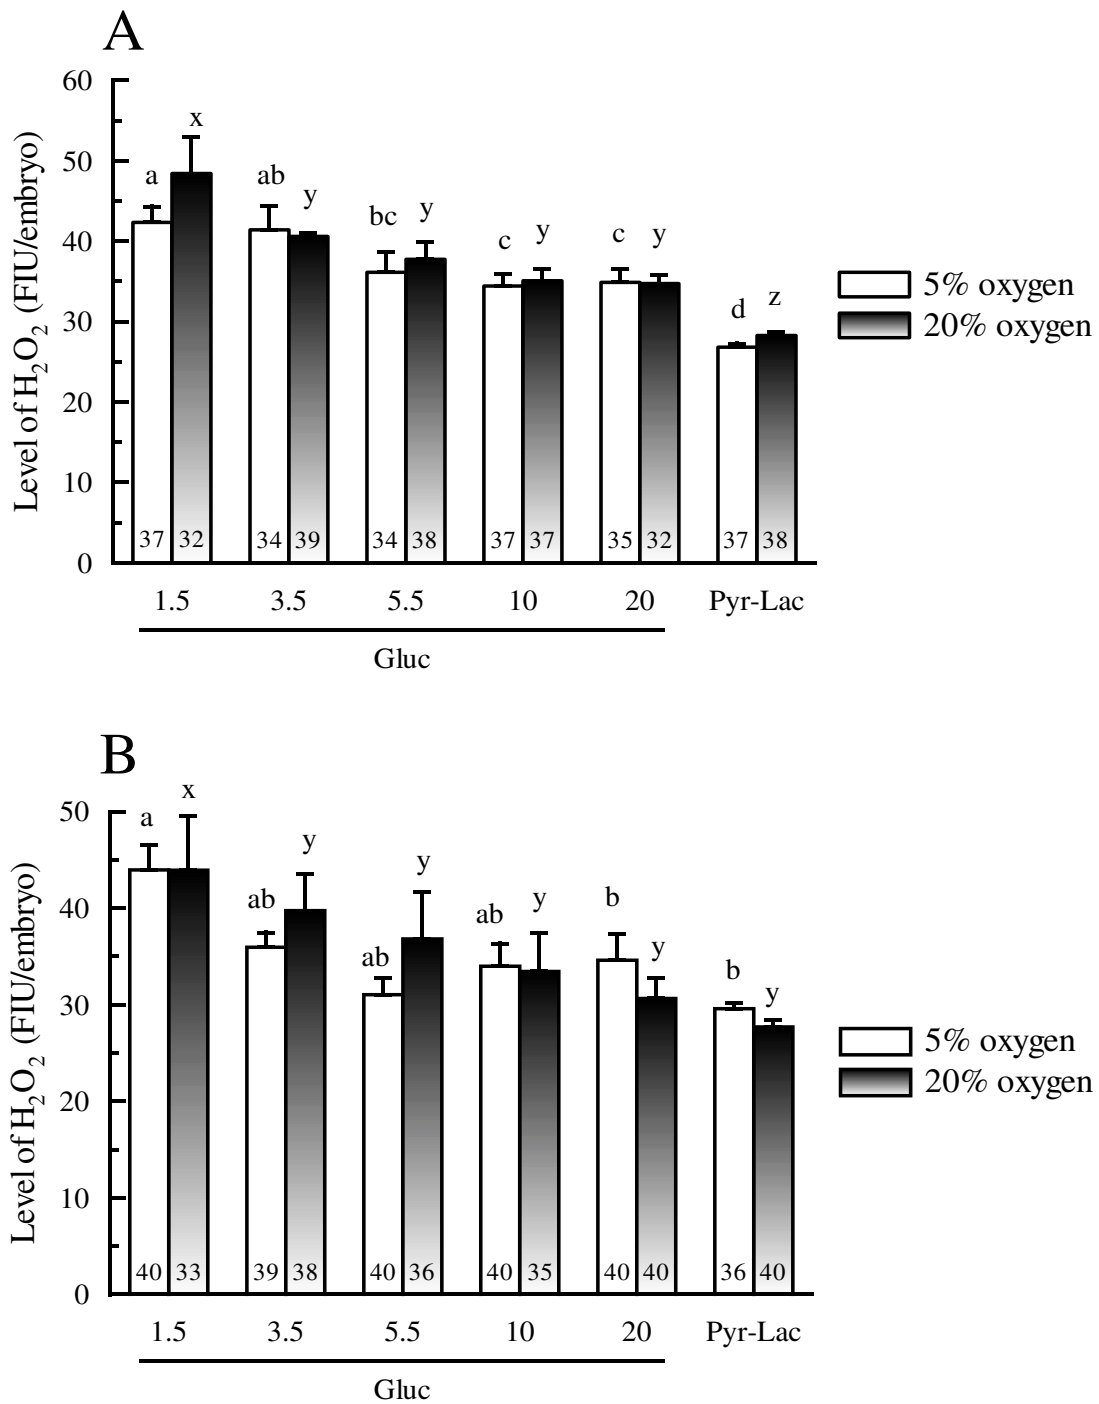 A
60
50
40
30
20
10
0
Level of H2O2 (FIU/embryo)
a x ab y bc y c y c y d z
37 32 34 39 34 38 37 37 35 32 37 38
1.5 3.5 5.5 10 20 Pyr-Lac
Gluc
5% oxygen
20% oxygen
B
50
40
30
20
10
0
Level of H2O2 (FIU/embryo)
a x ab y ab y ab y b y b y
40 33 39 38 40 36 40 35 40 40 36 40
1.5 3.5 5.5 10 20 Pyr-Lac
Gluc
5% oxygen
20% oxygen